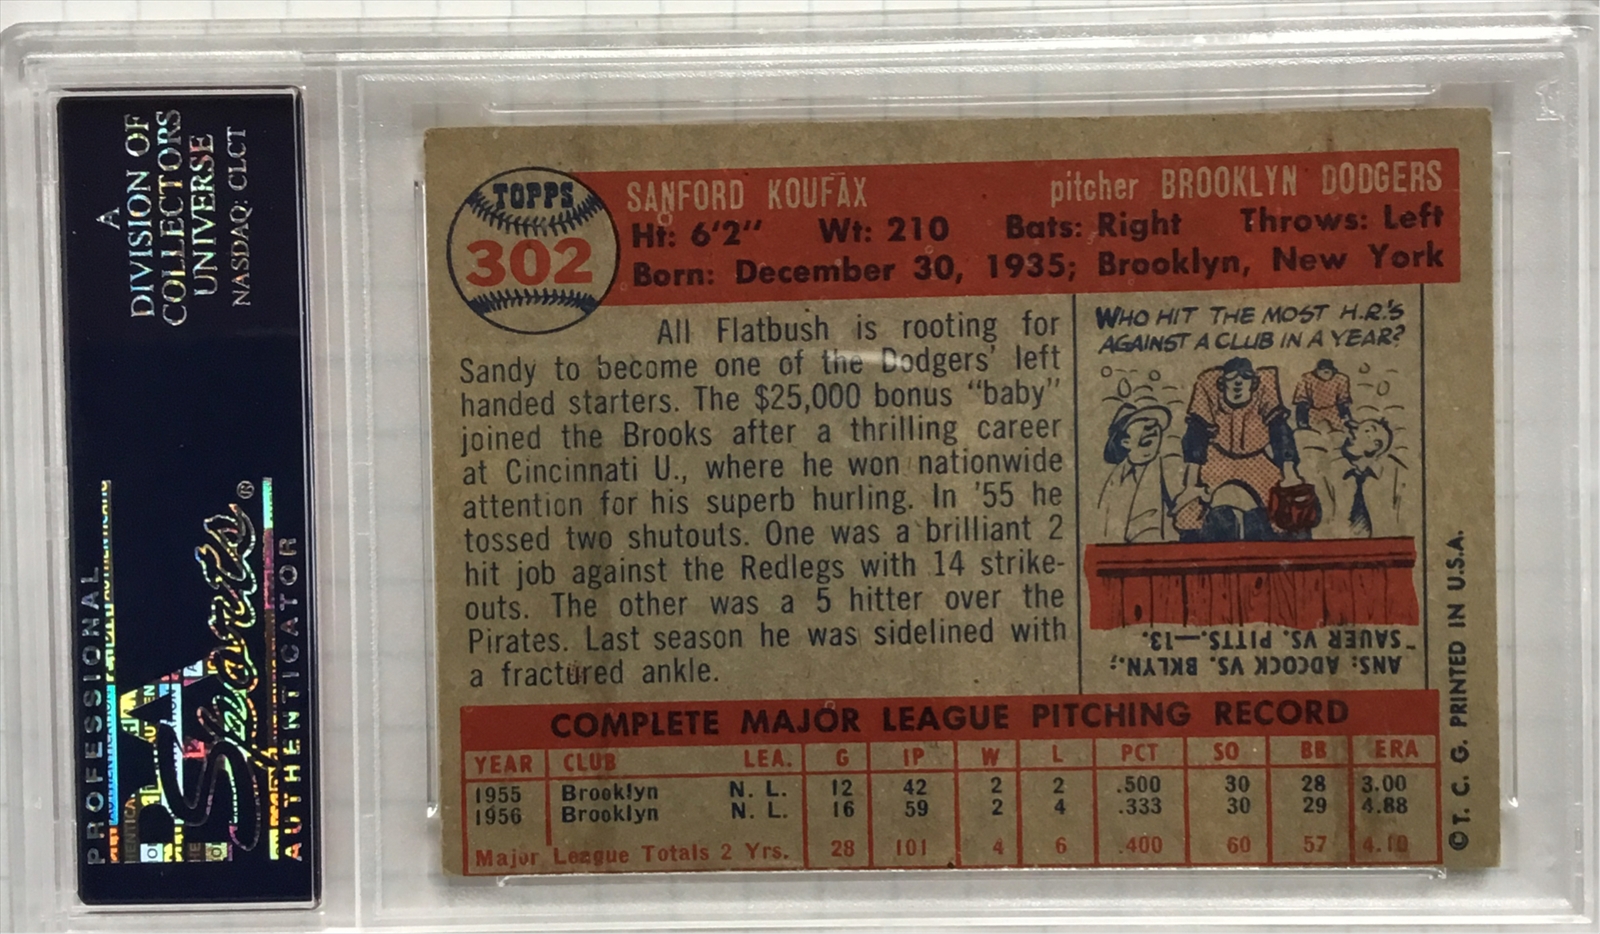 A
DIVISION OF
COLLECTORS
UNIVERSE
NASDAQ: CLCT
PROFESSIONAL
PSA
Sports®
AUTHENTICATOR
TOPPS
302
SANFORD KOUFAX pitcher BROOKLYN DODGERS
Ht: 6'2" Wt: 210 Bats: Right Throws: Left
Born: December 30, 1935; Brooklyn, New York
All Flatbush is rooting for
Sandy to become one of the Dodgers' left
handed starters. The $25,000 bonus "baby"
joined the Brooks after a thrilling career
at Cincinnati U., where he won nationwide
attention for his superb hurling. In '55 he
tossed two shutouts. One was a brilliant 2
hit job against the Redlegs with 14 strike-
outs. The other was a 5 hitter over the
Pirates. Last season he was sidelined with
a fractured ankle.
WHO HIT THE MOST H.R.'S
AGAINST A CLUB IN A YEAR?
ANS: ADCOCK VS. BKLYN.;
SAUER VS. PITTS.—13.
COMPLETE MAJOR LEAGUE PITCHING RECORD
YEAR CLUB LEA. G IP W L PCT SO BB ERA
1955 Brooklyn N. L. 12 42 2 2 .500 30 28 3.00
1956 Brooklyn N. L. 16 59 2 4 .333 30 29 4.88
Major League Totals 2 Yrs. 28 101 4 6 .400 60 57 4.10
©T. C. G. PRINTED IN U.S.A.